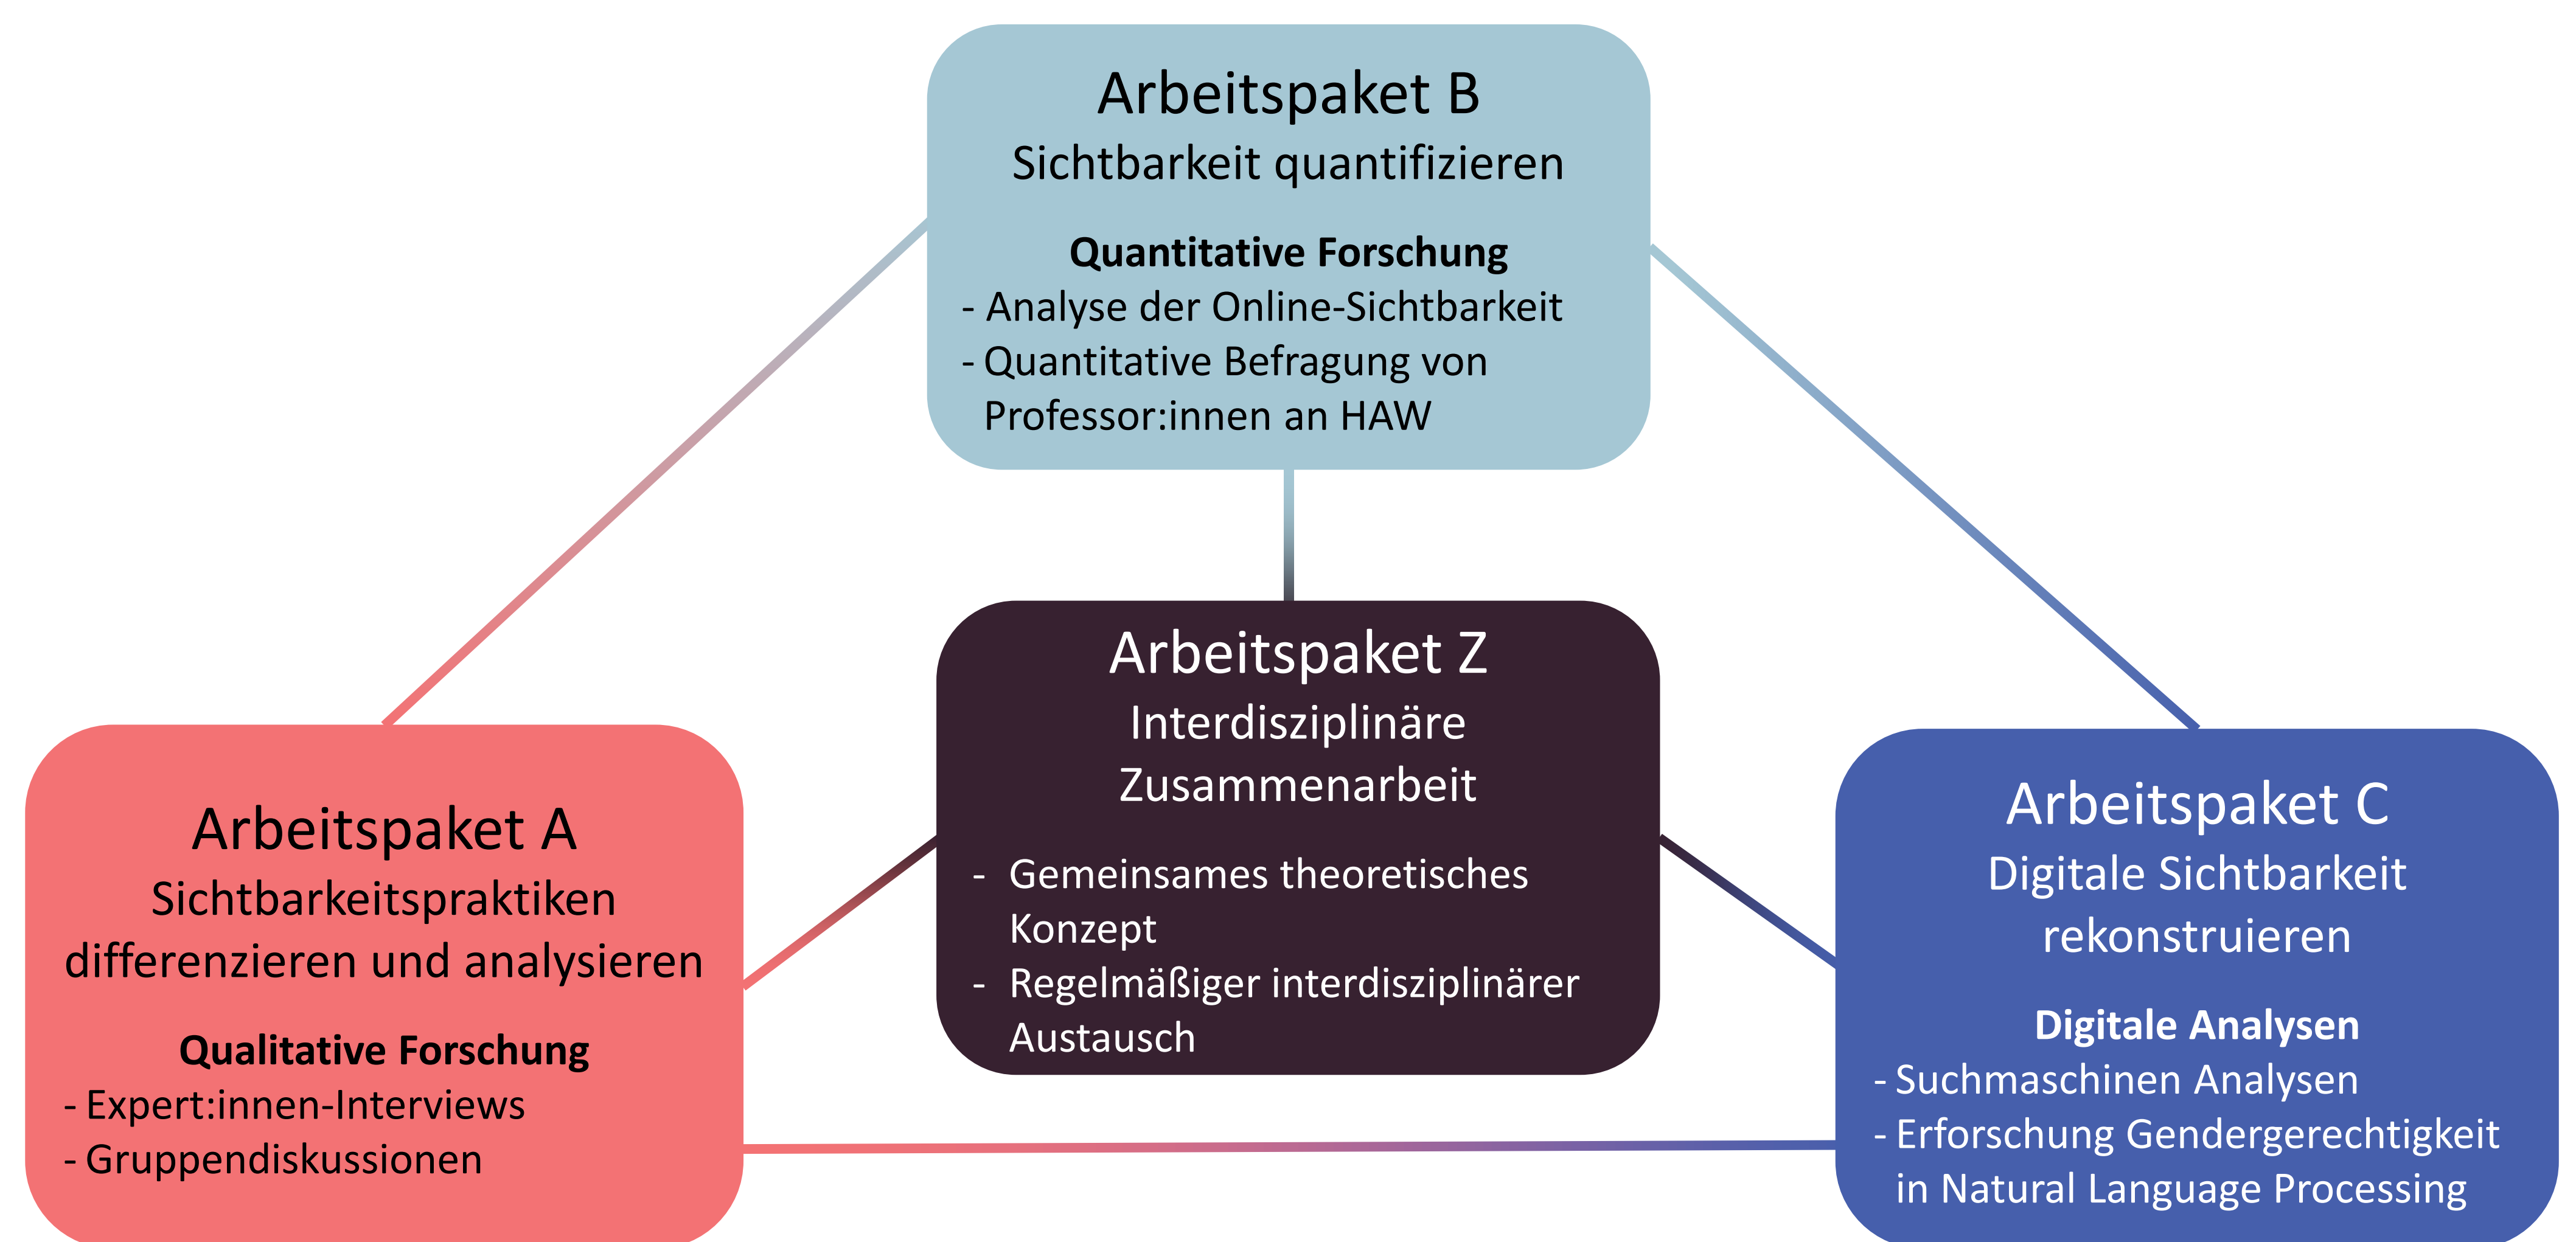 Arbeitspaket B
Sichtbarkeit quantifizieren
Quantitative Forschung
- Analyse der Online-Sichtbarkeit
- Quantitative Befragung von
Professor:innen an HAW
Arbeitspaket Z
Interdisziplinäre
Zusammenarbeit
- Gemeinsames theoretisches
Konzept
- Regelmäßiger interdisziplinärer
Austausch
Arbeitspaket A
Sichtbarkeitspraktiken
differenzieren und analysieren
Qualitative Forschung
- Expert:innen-Interviews
- Gruppendiskussionen
Arbeitspaket C
Digitale Sichtbarkeit
rekonstruieren
Digitale Analysen
- Suchmaschinen Analysen
- Erforschung Gendergerechtigkeit
in Natural Language Processing